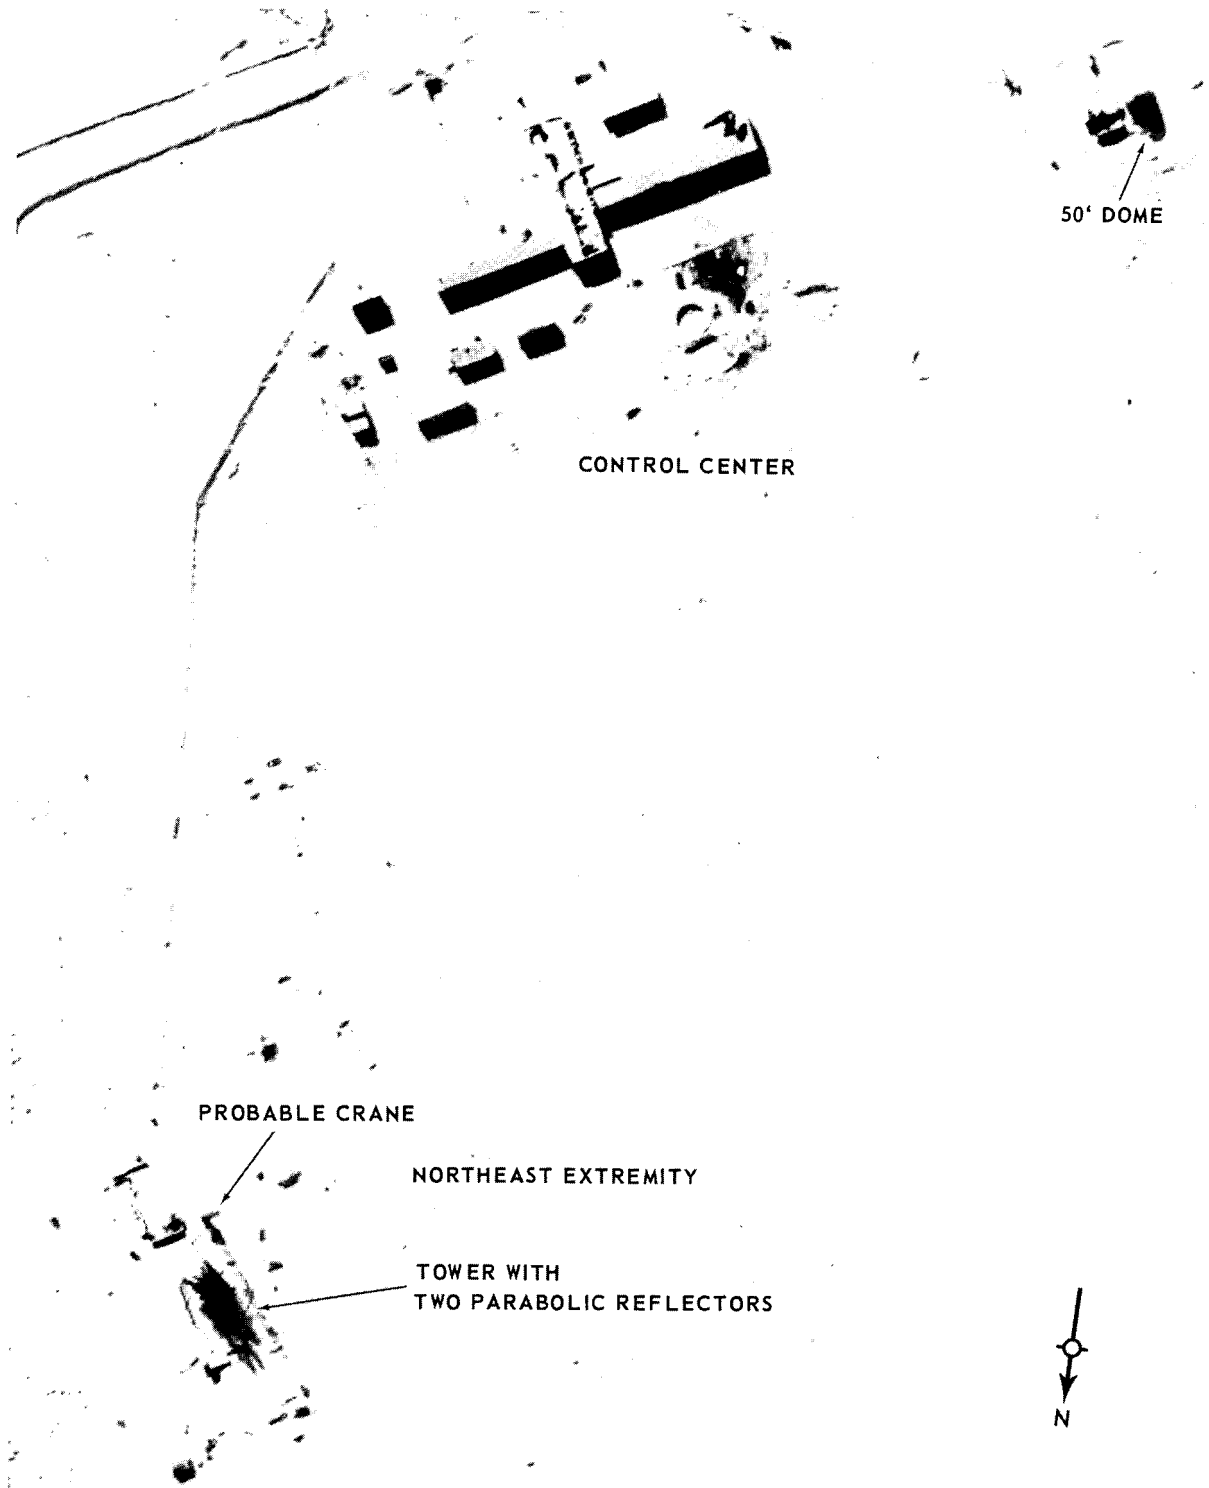 50' DOME
CONTROL CENTER
PROBABLE CRANE
NORTHEAST EXTREMITY
TOWER WITH
TWO PARABOLIC REFLECTORS
N